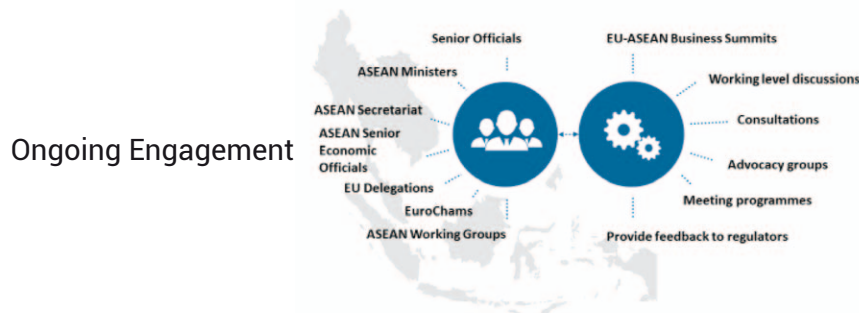 Ongoing Engagement
Senior Officials
ASEAN Ministers
ASEAN Secretariat
ASEAN Senior
Economic
Officials
EU Delegations
EuroChams
ASEAN Working Groups
EU-ASEAN Business Summits
Working level discussions
Consultations
Advocacy groups
Meeting programmes
Provide feedback to regulators